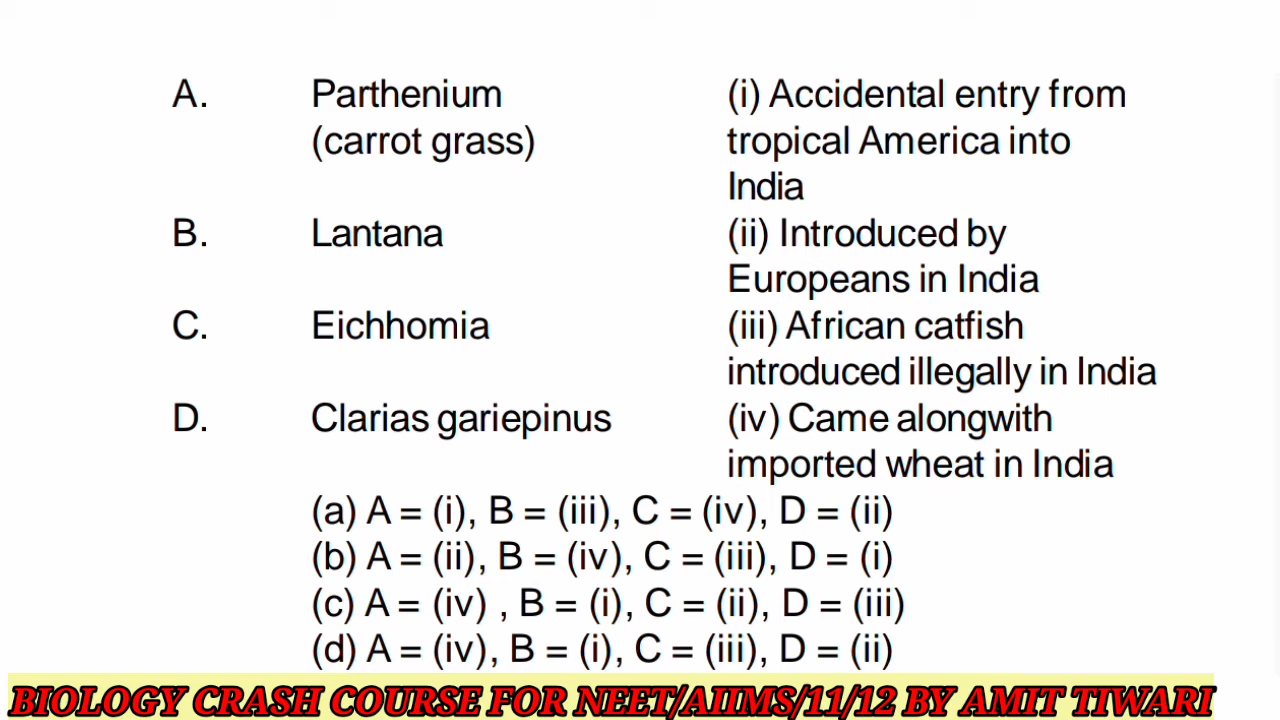 A. Parthenium (i) Accidental entry from
(carrot grass) tropical America into
India
B. Lantana (ii) Introduced by
Europeans in India
C. Eichhomia (iii) African catfish
introduced illegally in India
D. Clarias gariepinus (iv) Came alongwith
imported wheat in India
(a) A = (i), B = (iii), C = (iv), D = (ii)
(b) A = (ii), B = (iv), C = (iii), D = (i)
(c) A = (iv) , B = (i), C = (ii), D = (iii)
(d) A = (iv), B = (i), C = (iii), D = (ii)
BIOLOGY CRASH COURSE FOR NEET/AIIMS/11/12 BY AMIT TIWARI